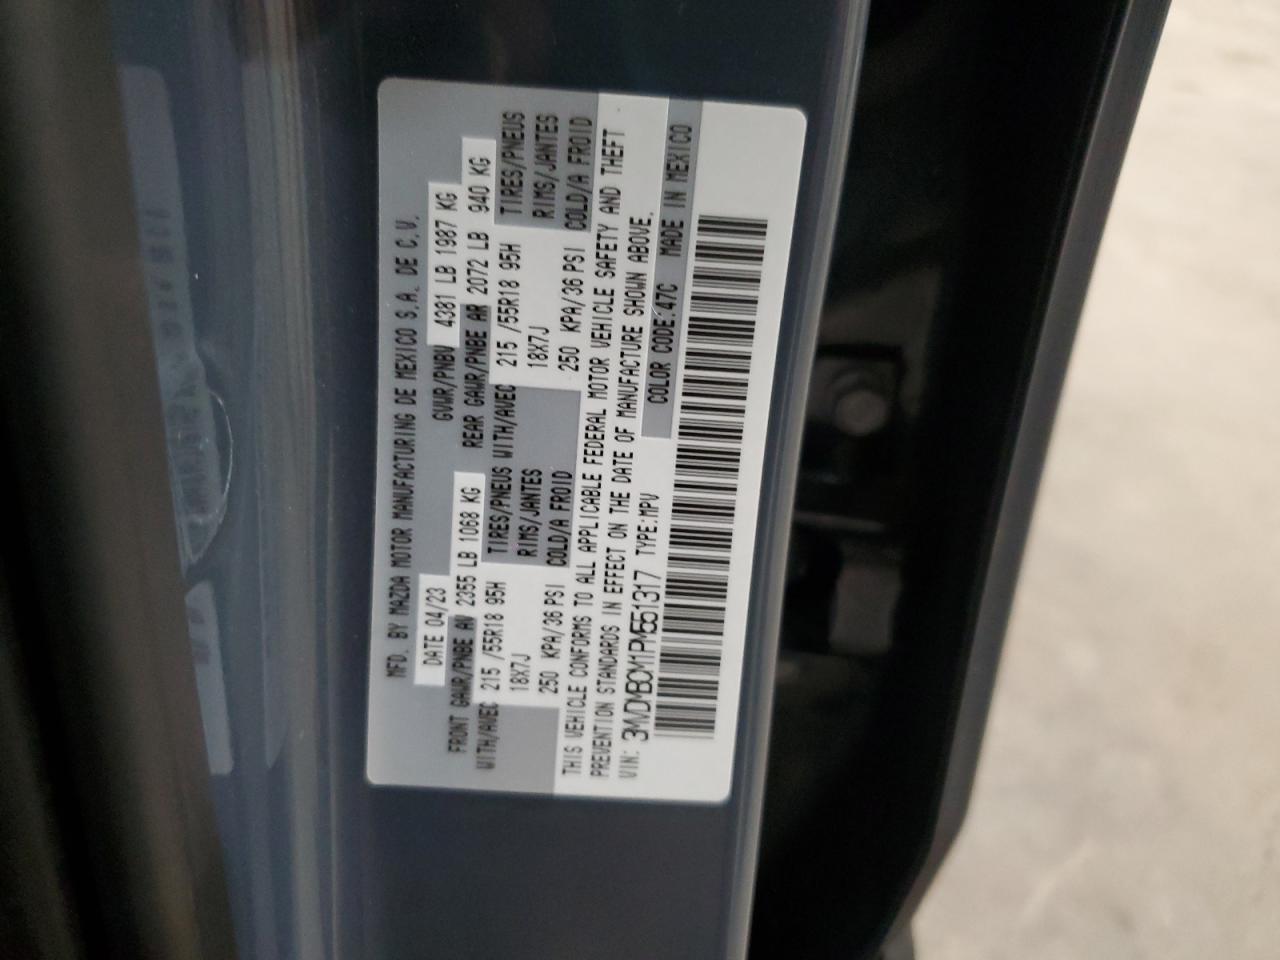 MFD. BY MAZDA MOTOR MANUFACTURING DE MEXICO S.A. DE C.V.
DATE 04/23 GVWR/PNBV 4381 LB 1987 KG
FRONT GAWR/PNBE AV 2355 LB 1068 KG REAR GAWR/PNBE AR 2072 LB 940 KG
WITH/AVEC 215 /55R18 95H TIRES/PNEUS WITH/AVEC 215 /55R18 95H TIRES/PNEUS
18X7J RIMS/JANTES 18X7J RIMS/JANTES
250 KPA/36 PSI COLD/A FROID 250 KPA/36 PSI COLD/A FROID
THIS VEHICLE CONFORMS TO ALL APPLICABLE FEDERAL MOTOR VEHICLE SAFETY AND THEFT
PREVENTION STANDARDS IN EFFECT ON THE DATE OF MANUFACTURE SHOWN ABOVE.
VIN: 3MVDMBCM1PM551317 TYPE:MPV COLOR CODE:47C MADE IN MEXICO